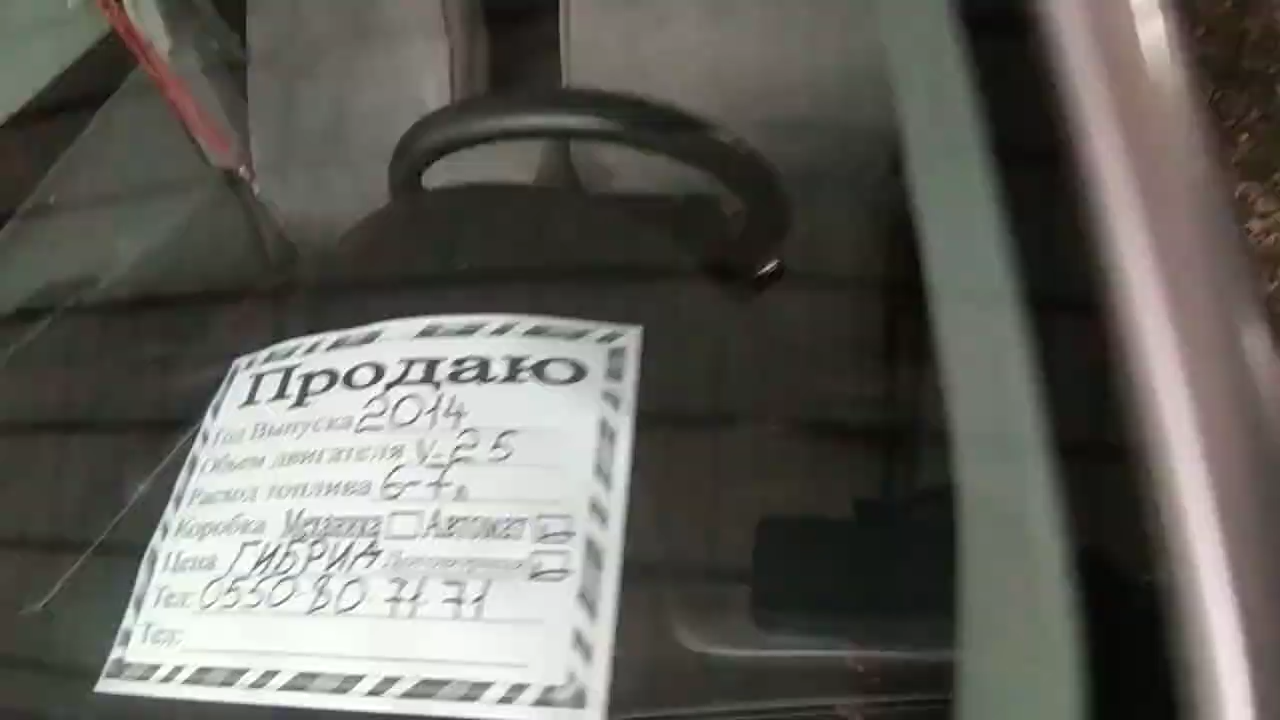 Продаю
Год Выпуска 2014
Объем двигателя V-2 5
Расход топлива 6-7л
Коробка Механика Автомат
Цена ГИБРИД
Тел: 0550 80 71 71
Тел: